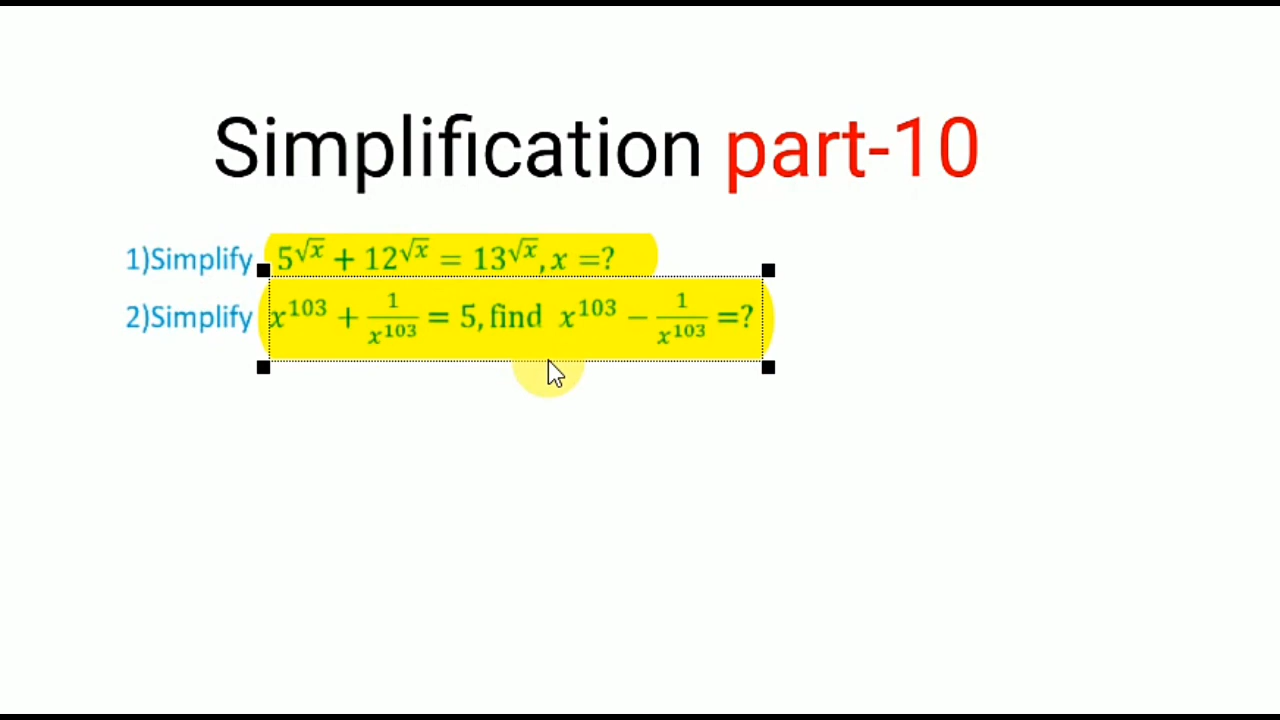 Simplification part-10
1)Simplify 5^√x + 12^√x = 13^√x, x =?
2)Simplify x^103 + 1/x^103 = 5, find x^103 − 1/x^103 =?